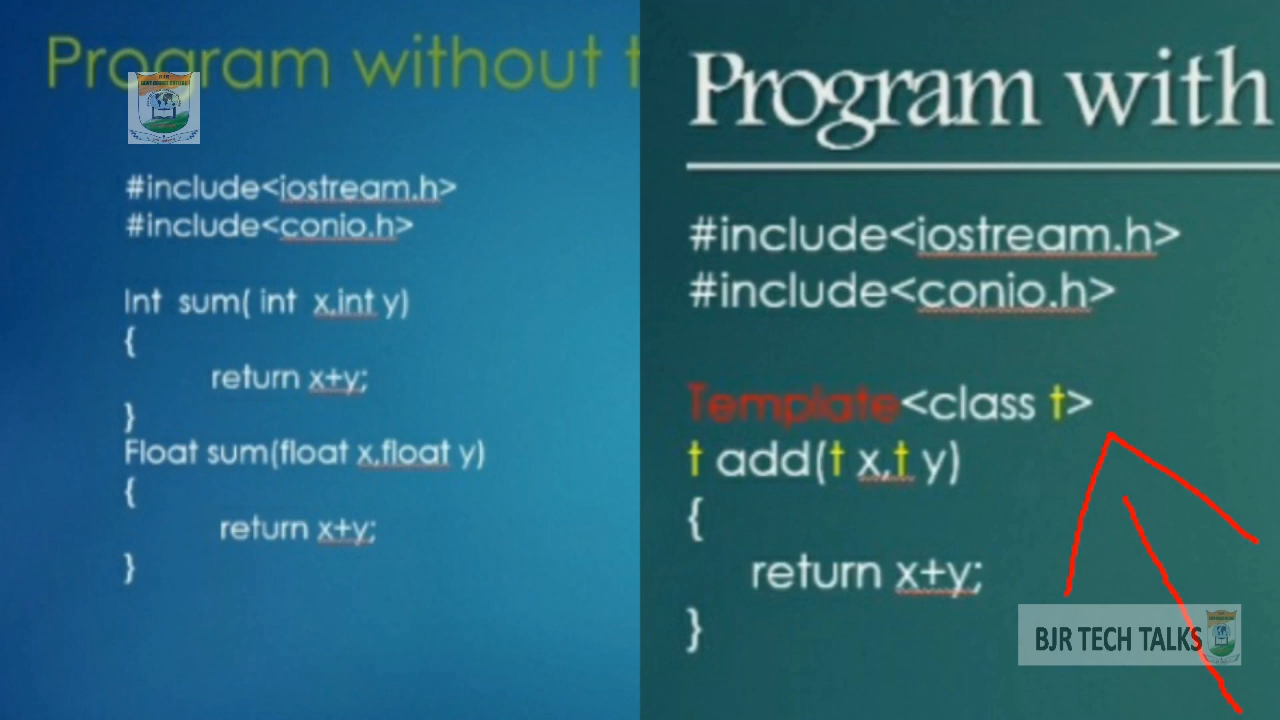 Program without t
#include<iostream.h>
#include<conio.h>
Int sum( int x,int y)
{
return x+y;
}
Float sum(float x,float y)
{
return x+y;
}
Program with
#include<iostream.h>
#include<conio.h>
Template<class t>
t add(t x,t y)
{
return x+y;
}
BJR TECH TALKS